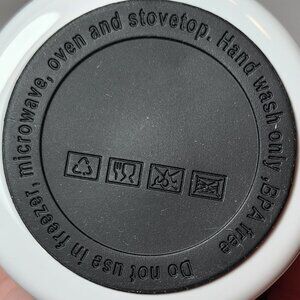 Do not use in freezer, microwave, oven and stovetop. Hand wash only ,BPA free